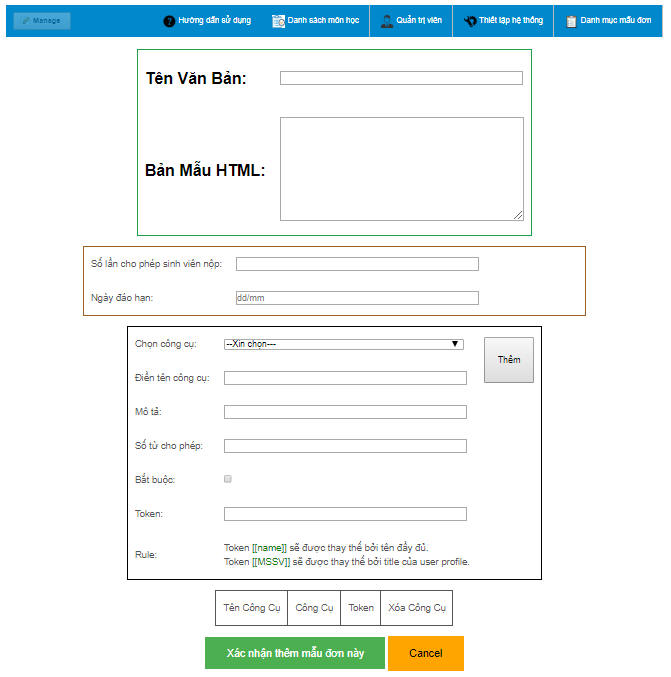 Manage
Hướng dẫn sử dụng
Danh sách môn học
Quản trị viên
Thiết lập hệ thống
Danh mục mẫu đơn
Tên Văn Bản:
Bản Mẫu HTML:
Số lần cho phép sinh viên nộp:
Ngày đáo hạn:
dd/mm
Chọn công cụ:
--Xin chọn---
Thêm
Điền tên công cụ:
Mô tả:
Số từ cho phép:
Bắt buộc:
Token:
Rule:
Token [[name]] sẽ được thay thế bởi tên đầy đủ.
Token [[MSSV]] sẽ được thay thế bởi title của user profile.
Tên Công Cụ
Công Cụ
Token
Xóa Công Cụ
Xác nhận thêm mẫu đơn này
Cancel